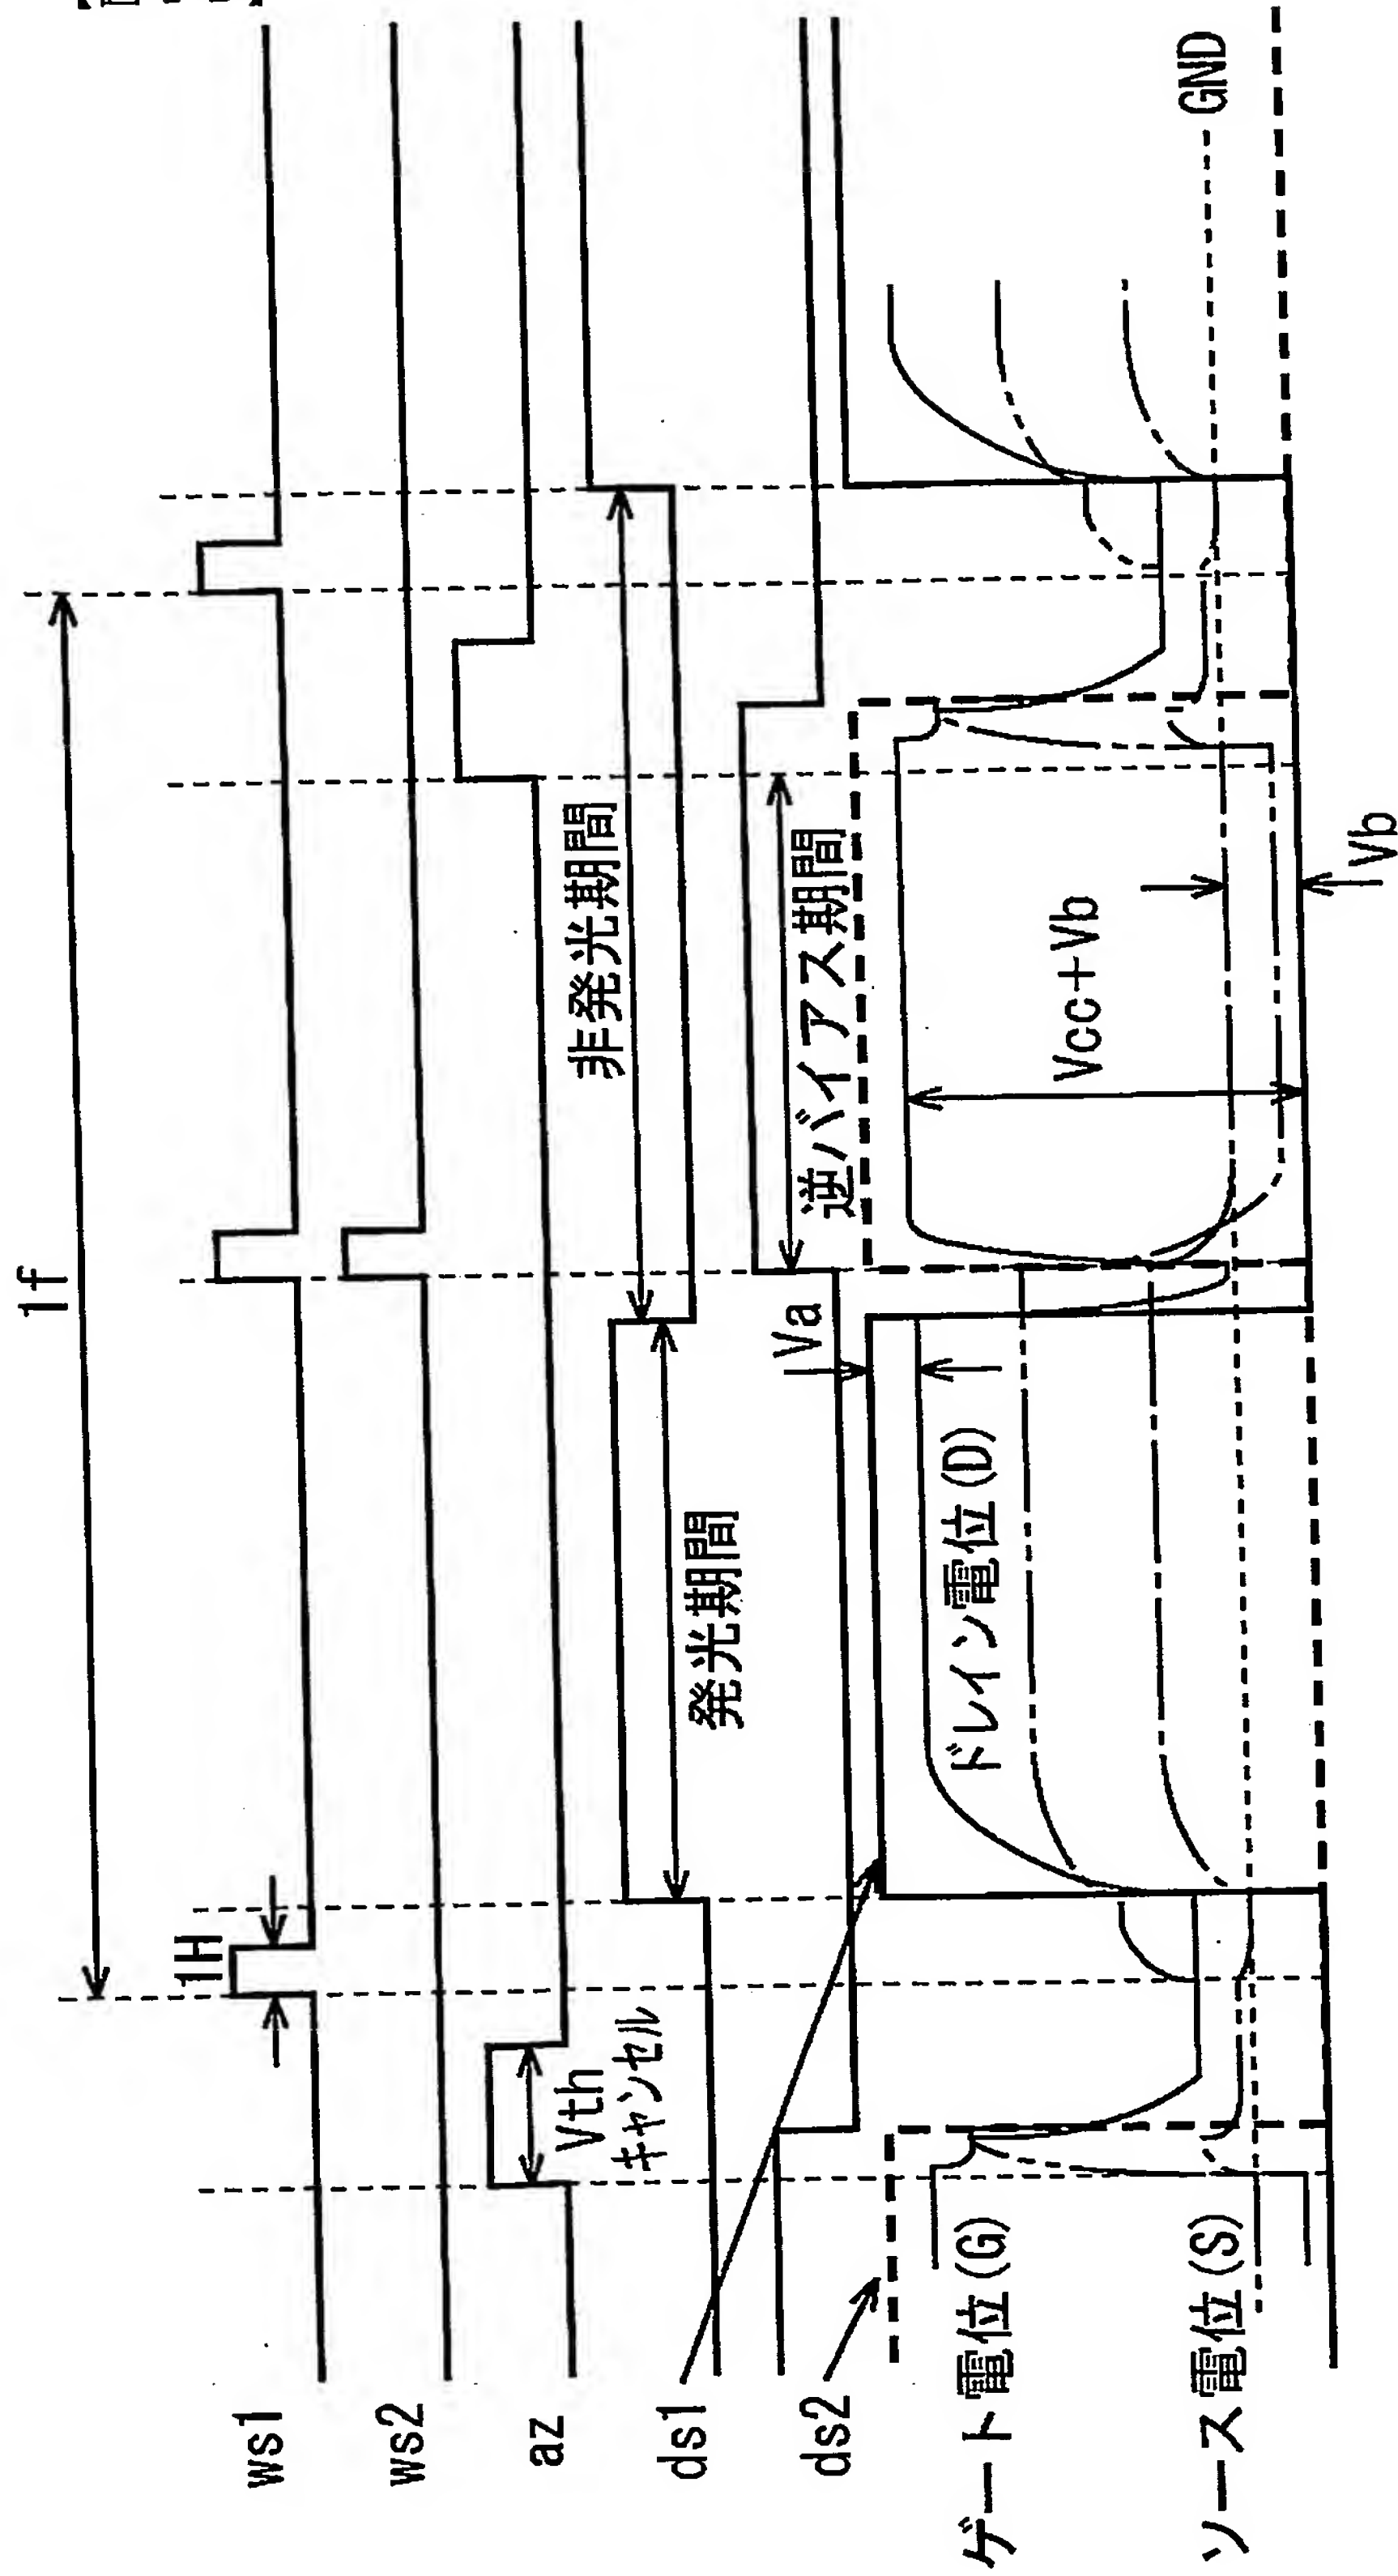 1f
1H
ws1
ws2
az
Vth
キャンセル
ds1
発光期間
非発光期間
ds2
逆バイアス期間
Va
ゲート電位(G)
ドレイン電位(D)
Vcc+Vb
ソース電位(S)
GND
Vb